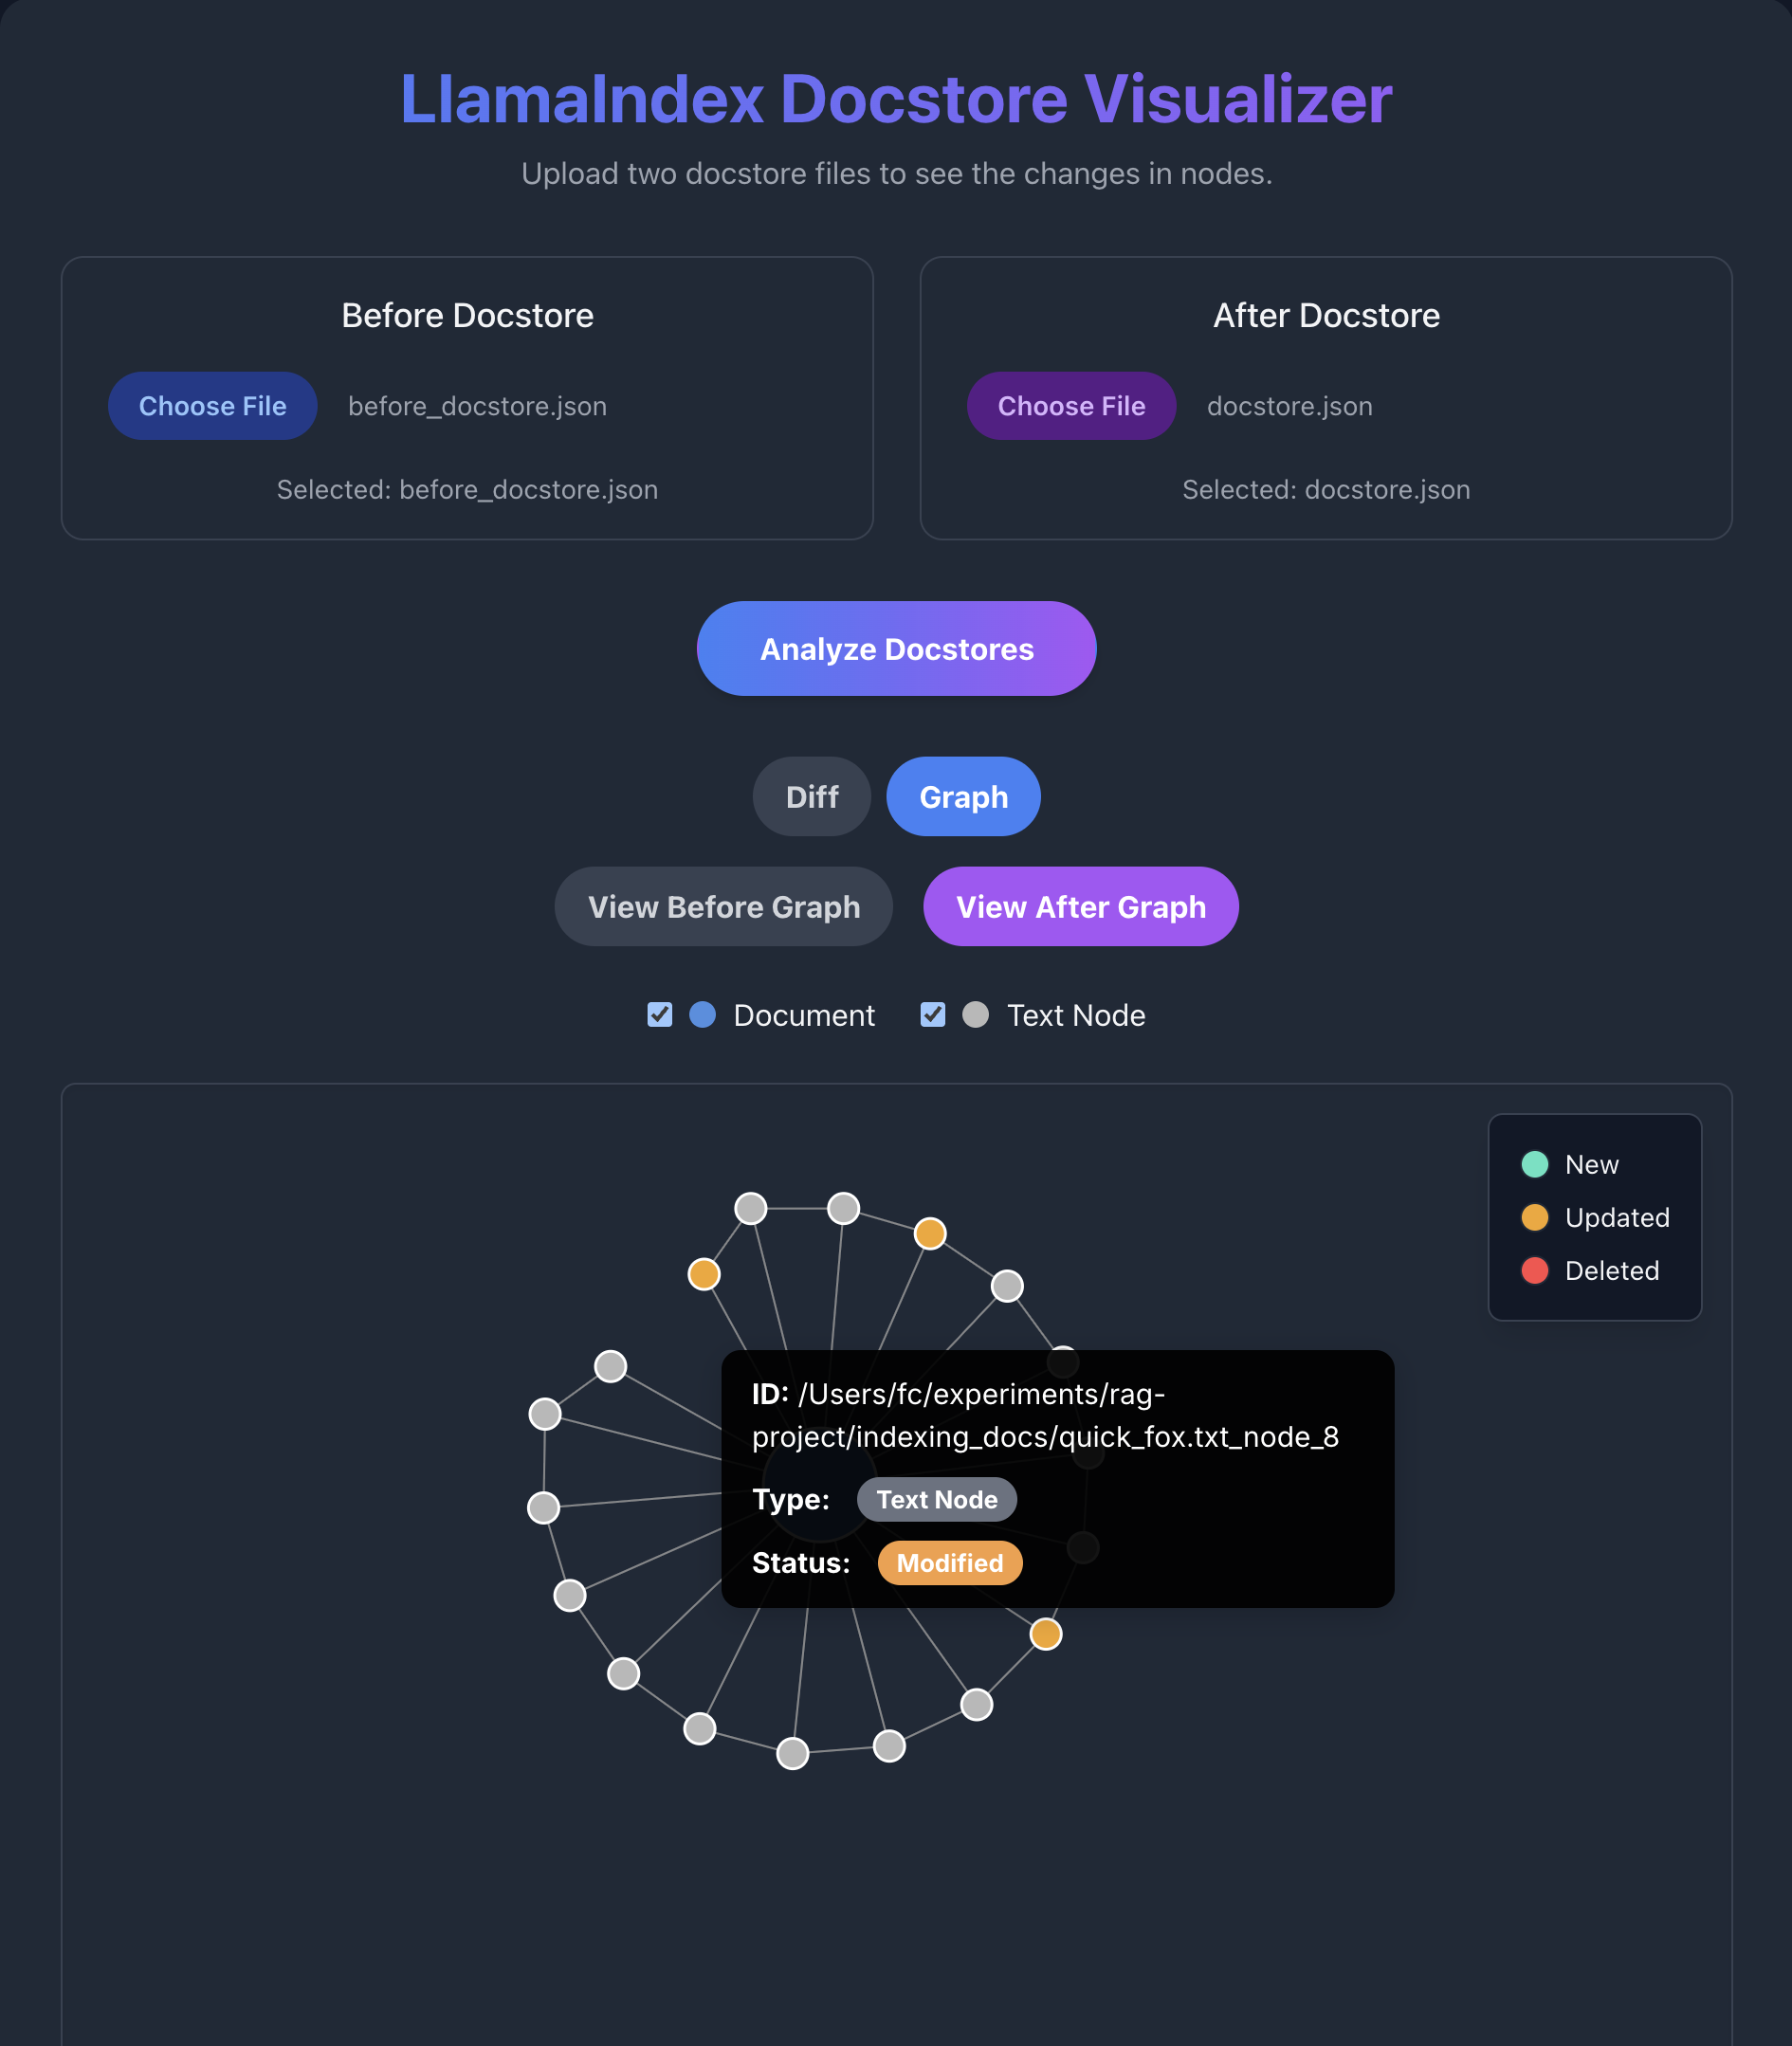 LlamaIndex Docstore Visualizer
Upload two docstore files to see the changes in nodes.
Before Docstore
Choose File before_docstore.json
Selected: before_docstore.json
After Docstore
Choose File docstore.json
Selected: docstore.json
Analyze Docstores
Diff Graph
View Before Graph View After Graph
Document Text Node
New
Updated
Deleted
ID: /Users/fc/experiments/rag-
project/indexing_docs/quick_fox.txt_node_8
Type: Text Node
Status: Modified